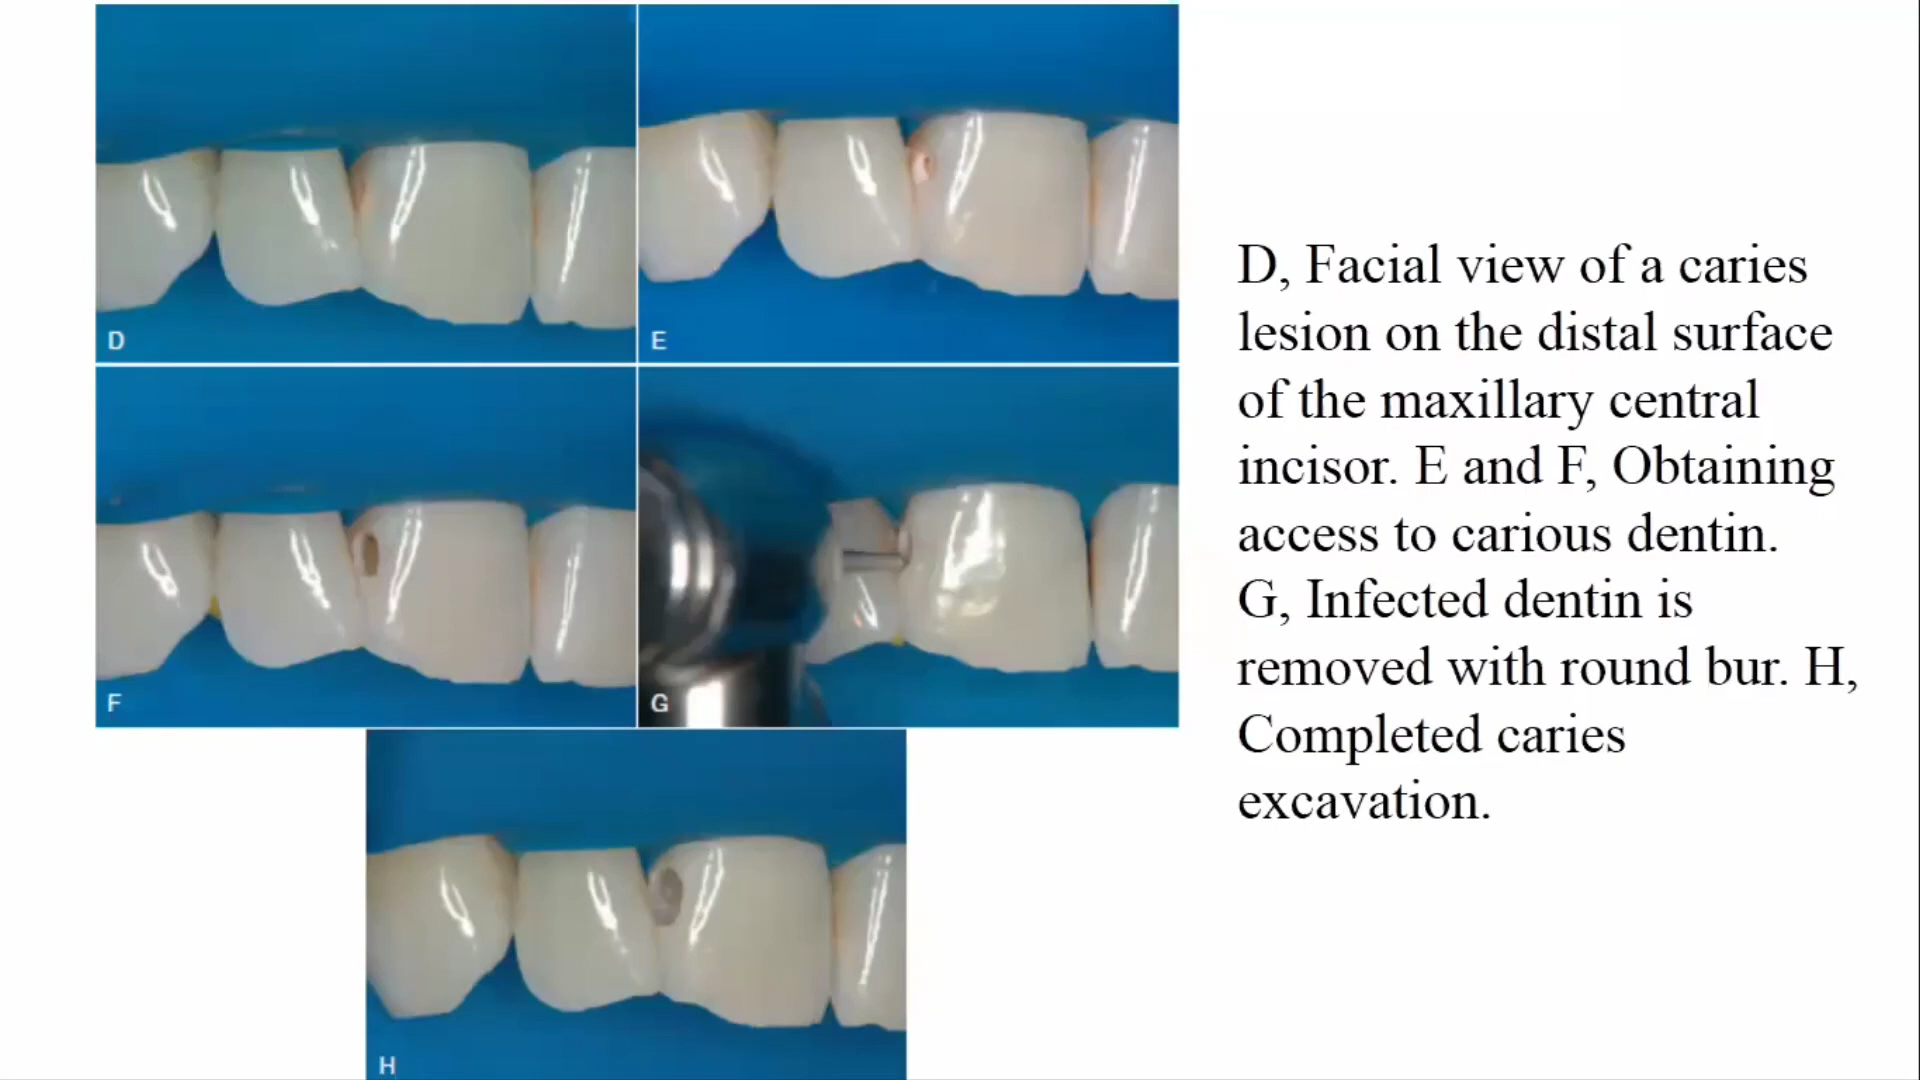 D
E
F
G
H
D, Facial view of a caries
lesion on the distal surface
of the maxillary central
incisor. E and F, Obtaining
access to carious dentin.
G, Infected dentin is
removed with round bur. H,
Completed caries
excavation.